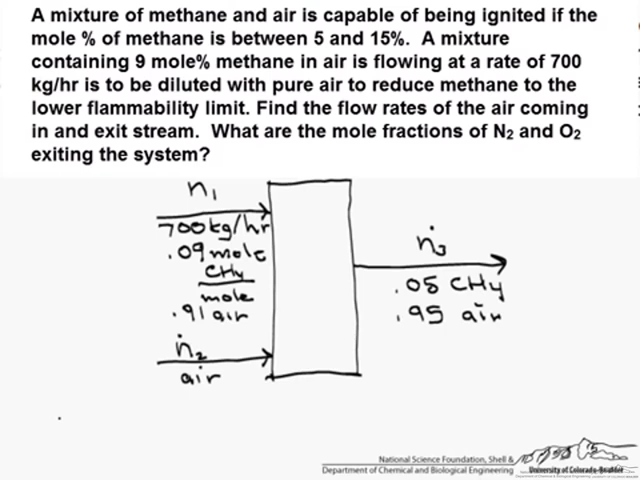 A mixture of methane and air is capable of being ignited if the
mole % of methane is between 5 and 15%. A mixture
containing 9 mole% methane in air is flowing at a rate of 700
kg/hr is to be diluted with pure air to reduce methane to the
lower flammability limit. Find the flow rates of the air coming
in and exit stream. What are the mole fractions of N₂ and O₂
exiting the system?
n₁
700kg/hr
.09 mole
CH₄
mole
.91 air
ṅ₂
air
ṅ₃
.05 CH₄
.95 air
National Science Foundation, Shell &
Department of Chemical and Biological Engineering
University of Colorado-Boulder